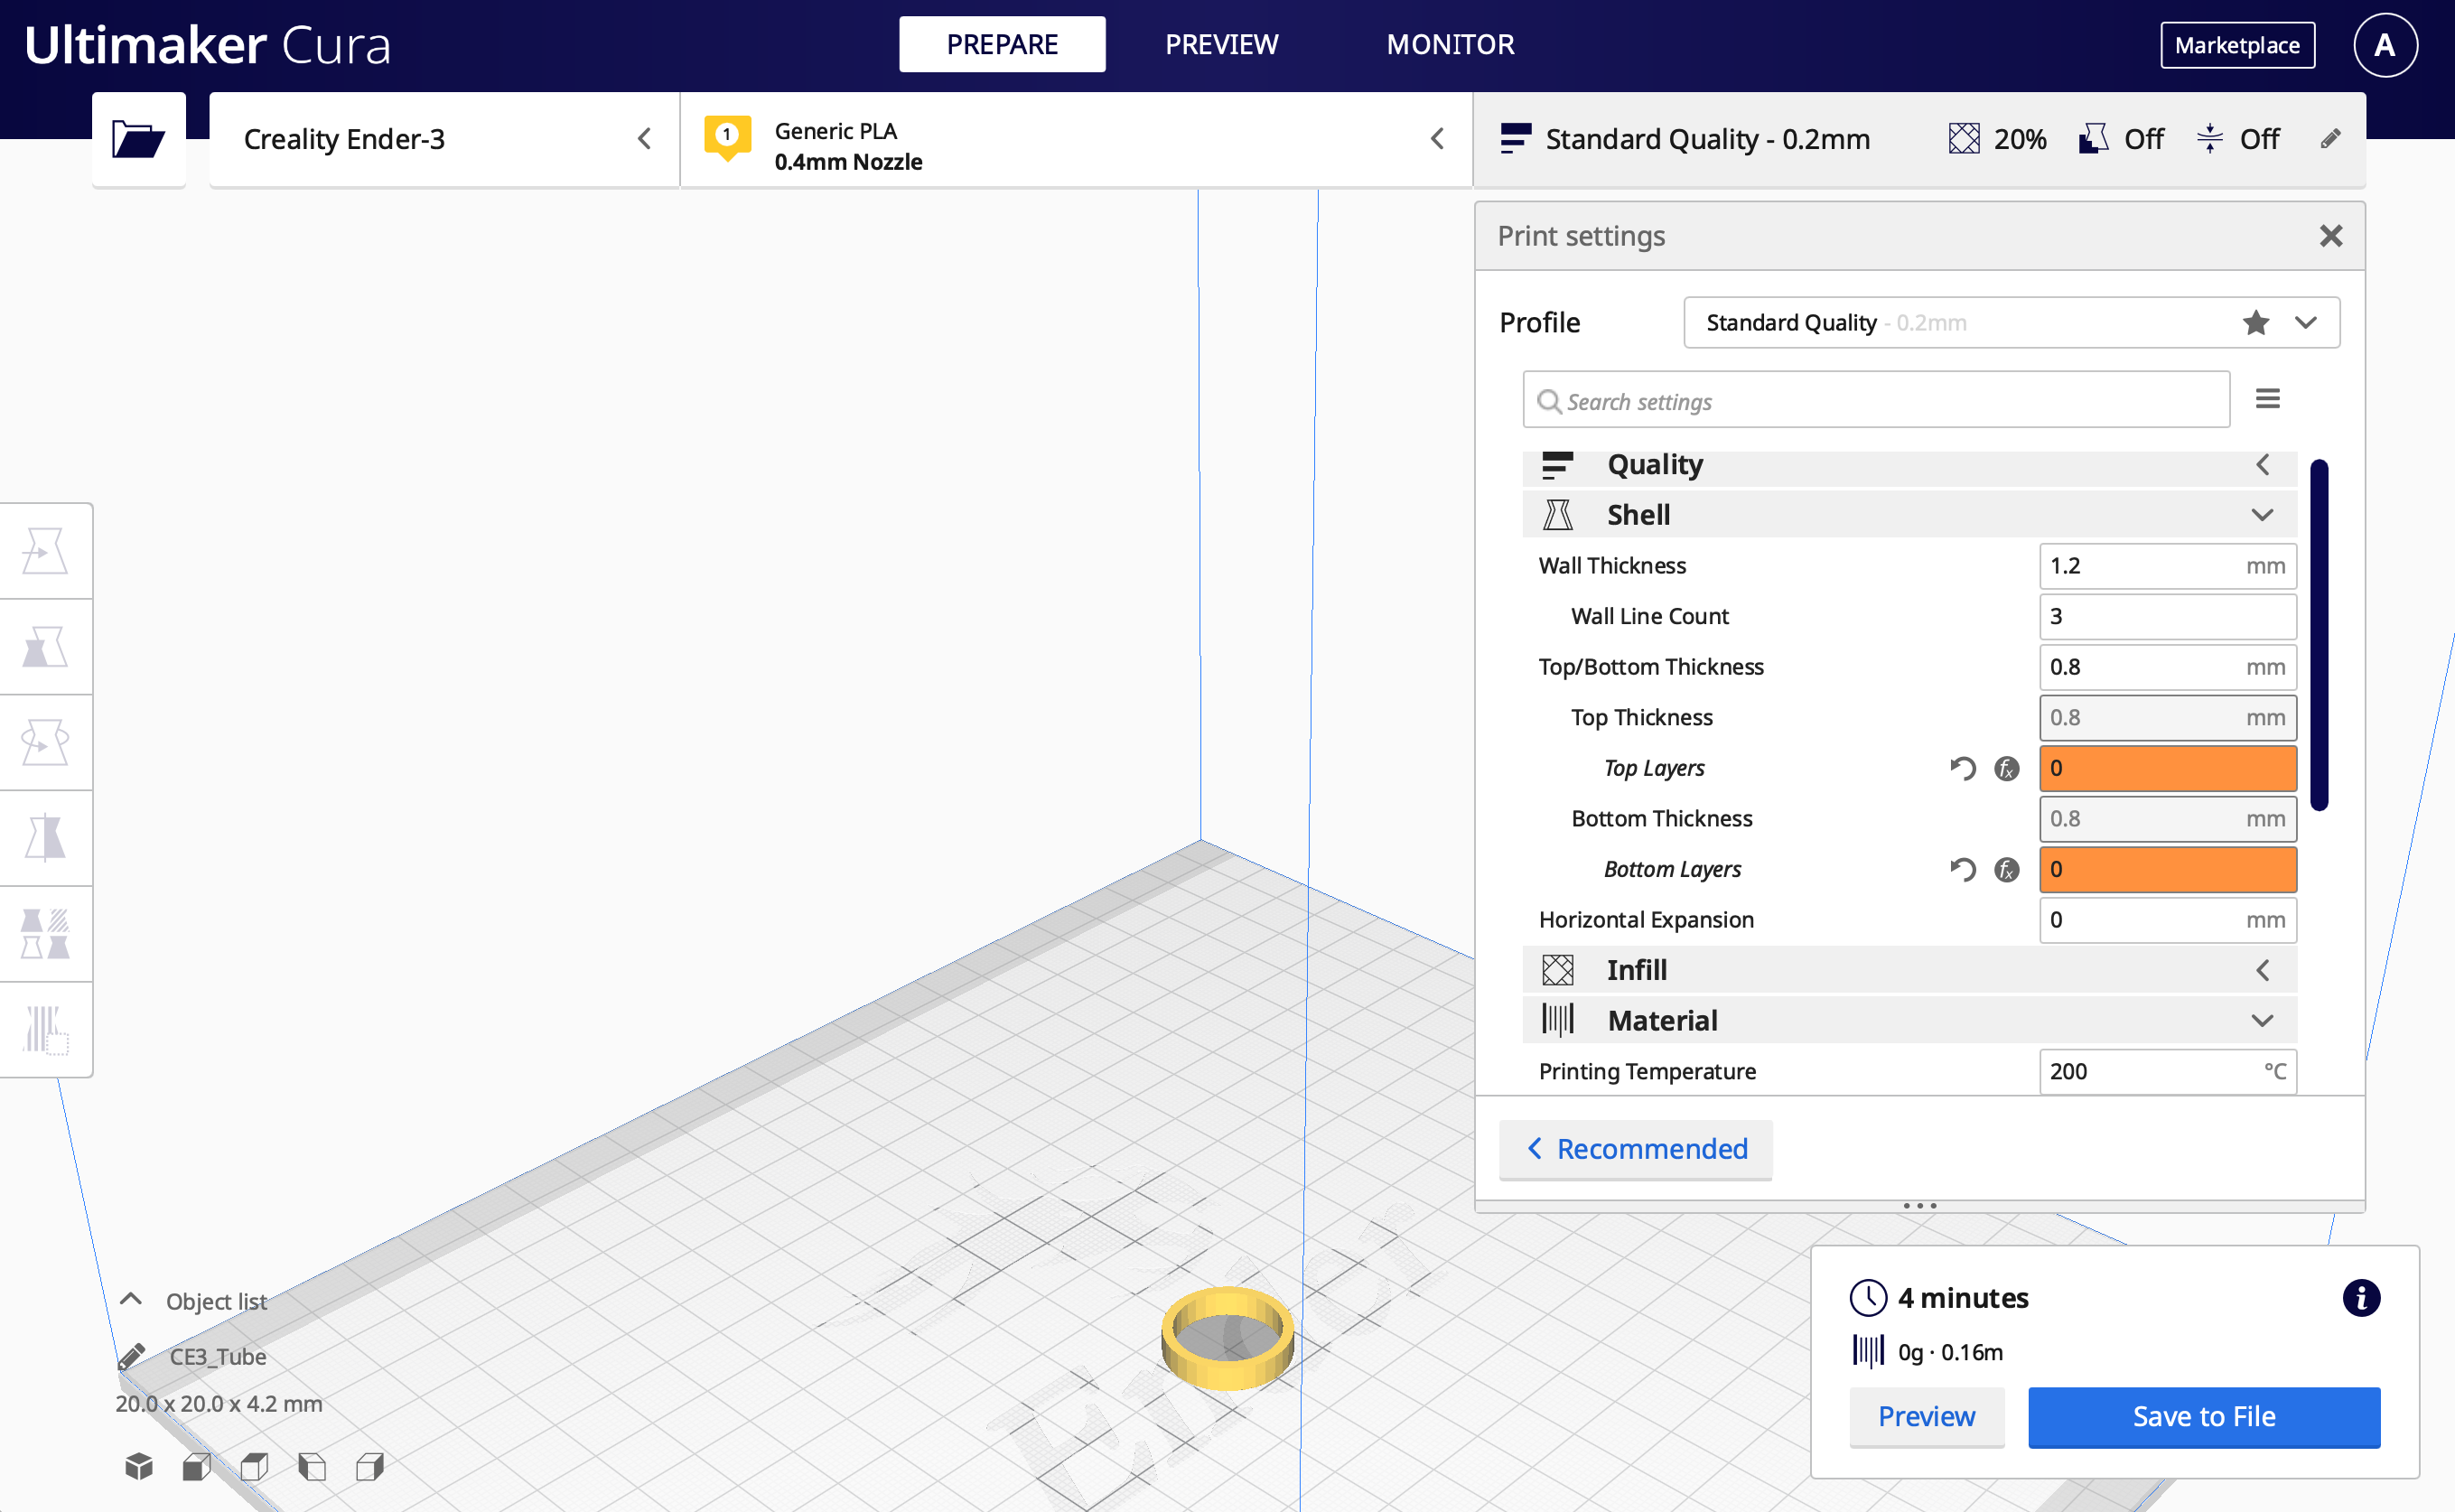 Ultimaker Cura
PREPARE
PREVIEW
MONITOR
Marketplace
A
Creality Ender-3
1
Generic PLA
0.4mm Nozzle
Standard Quality - 0.2mm
20%
Off
Off
Print settings
Profile
Standard Quality - 0.2mm
Search settings
Quality
Shell
Wall Thickness 1.2 mm
Wall Line Count 3
Top/Bottom Thickness 0.8 mm
Top Thickness 0.8 mm
Top Layers fx 0
Bottom Thickness 0.8 mm
Bottom Layers fx 0
Horizontal Expansion 0 mm
Infill
Material
Printing Temperature 200 °C
Recommended
Object list
CE3_Tube
20.0 x 20.0 x 4.2 mm
4 minutes
0g · 0.16m
Preview
Save to File